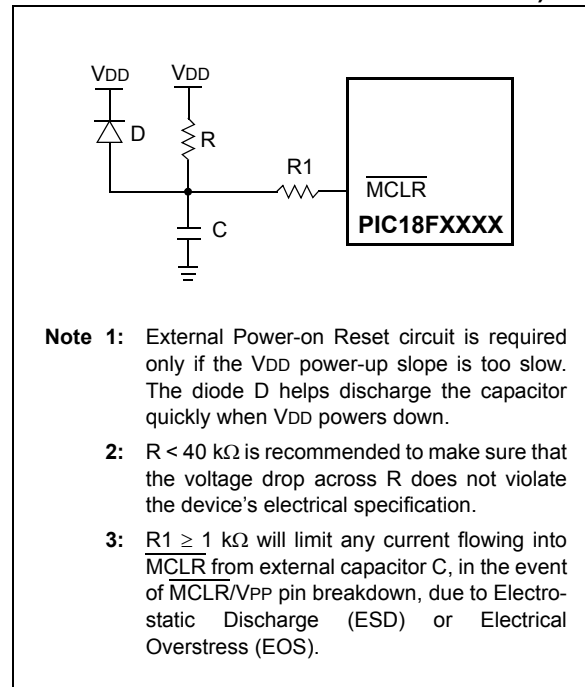 VDD
VDD
D
R
R1
MCLR
PIC18FXXXX
C
Note 1: External Power-on Reset circuit is required
only if the VDD power-up slope is too slow.
The diode D helps discharge the capacitor
quickly when VDD powers down.
2: R < 40 kΩ is recommended to make sure that
the voltage drop across R does not violate
the device's electrical specification.
3: R1 ≥ 1 kΩ will limit any current flowing into
MCLR from external capacitor C, in the event
of MCLR/VPP pin breakdown, due to Electro-
static Discharge (ESD) or Electrical
Overstress (EOS).